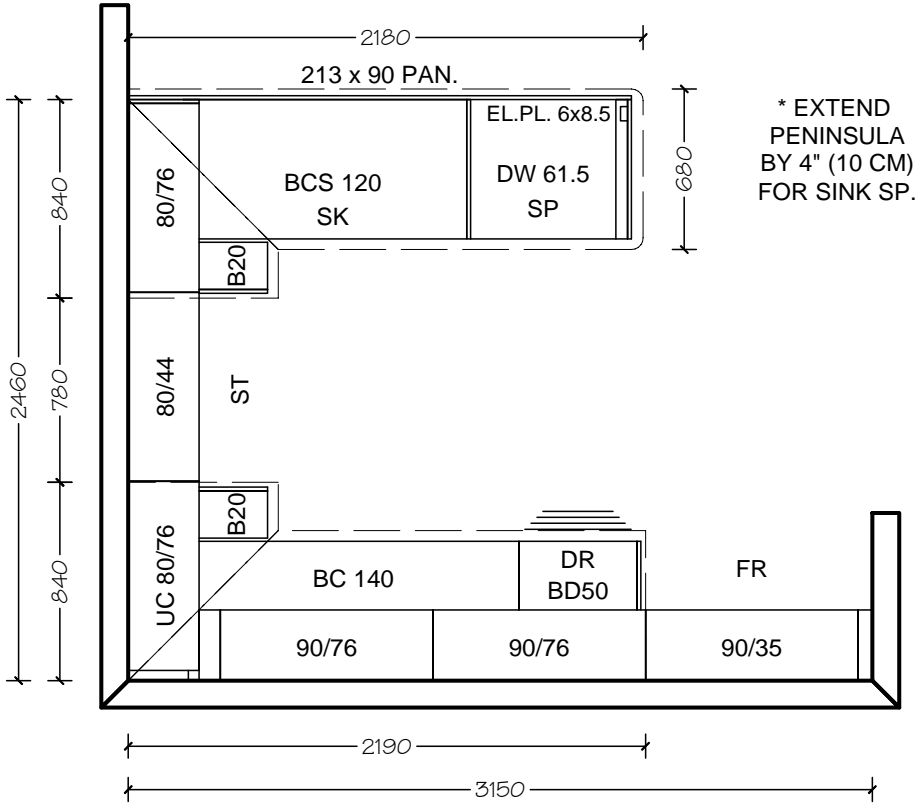 2180
213 x 90 PAN.
EL.PL. 6x8.5
* EXTEND
PENINSULA
BY 4" (10 CM)
FOR SINK SP.
840
80/76
BCS 120
SK
DW 61.5
SP
680
B20
2460
780
80/44
ST
B20
840
UC 80/76
BC 140
DR
BD50
FR
90/76
90/76
90/35
2190
3150